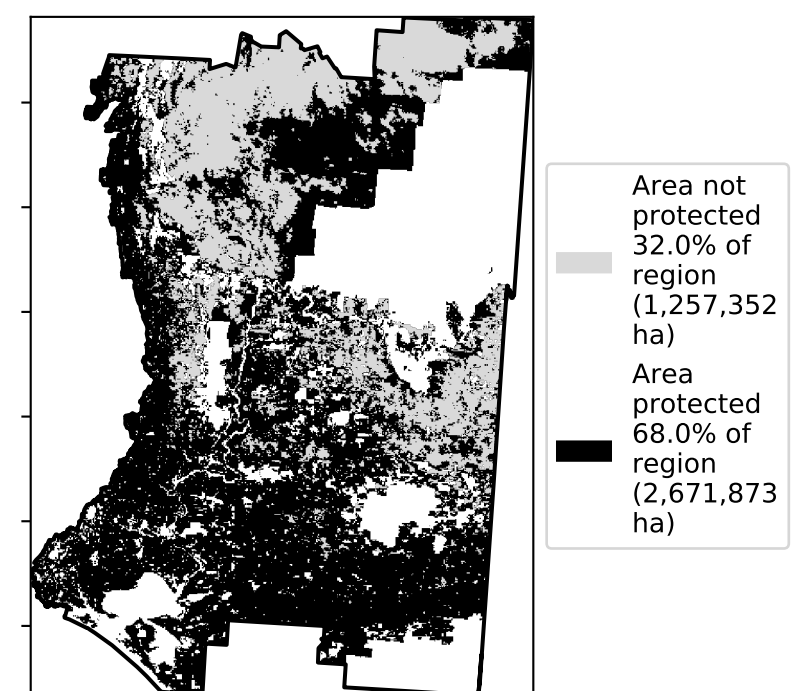 Area not
protected
32.0% of
region
(1,257,352
ha)
Area
protected
68.0% of
region
(2,671,873
ha)